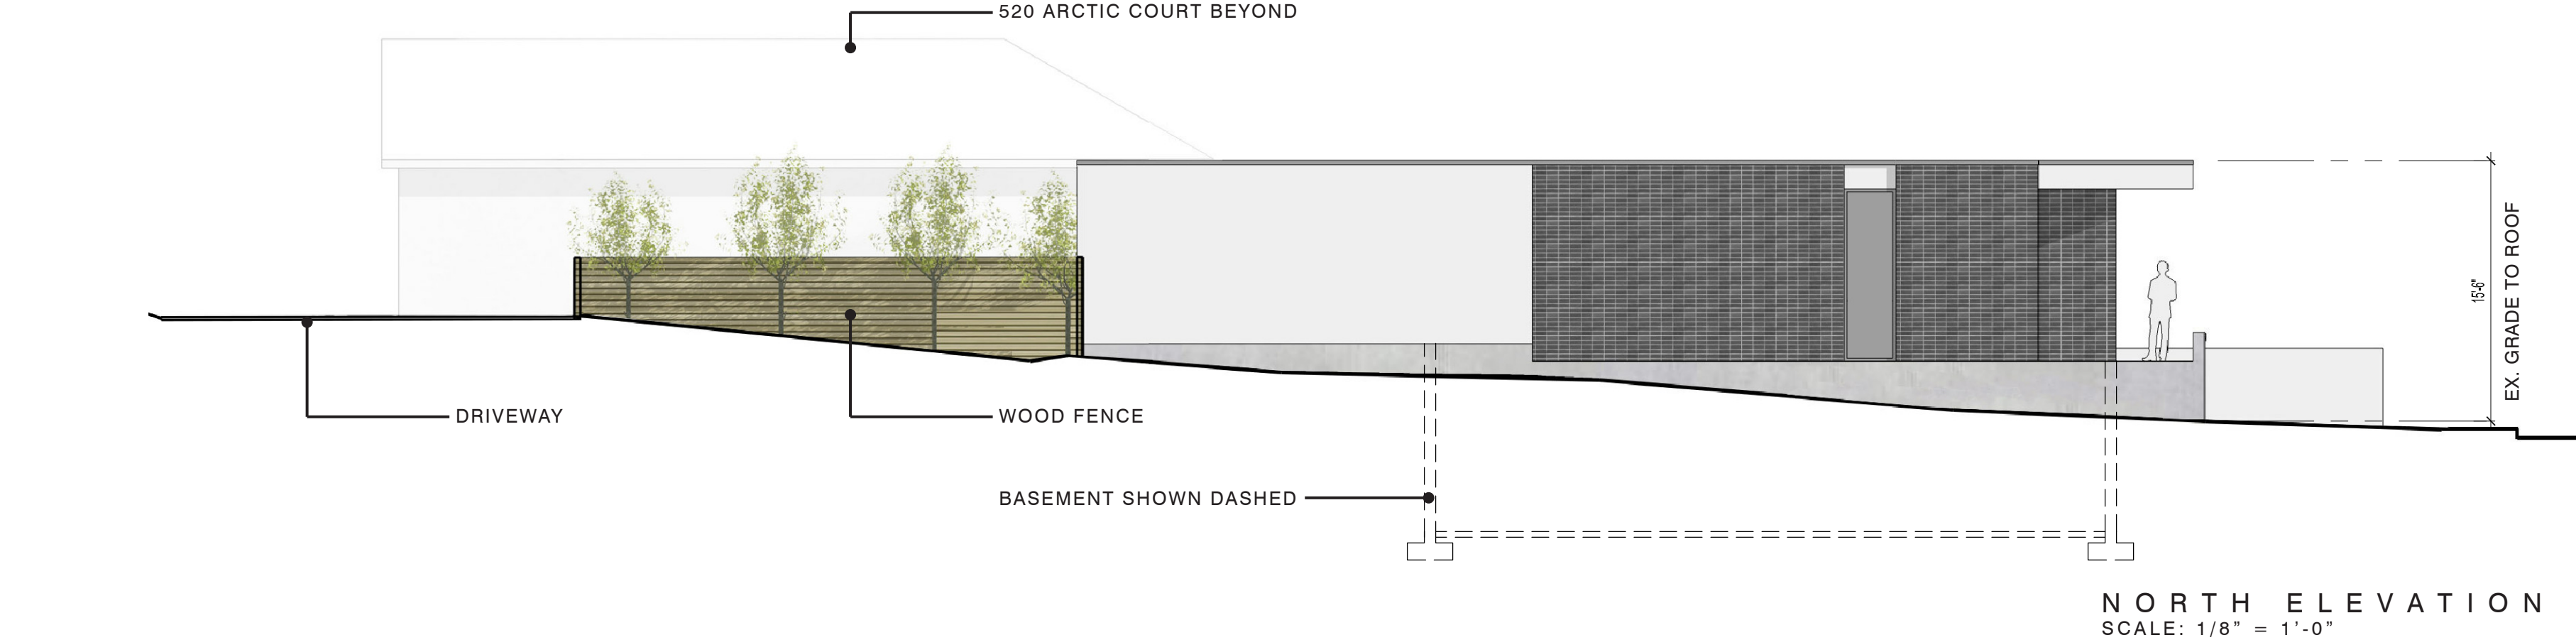 520 ARCTIC COURT BEYOND
15'-6"
EX. GRADE TO ROOF
DRIVEWAY
WOOD FENCE
BASEMENT SHOWN DASHED
NORTH ELEVATION
SCALE: 1/8” = 1’-0”